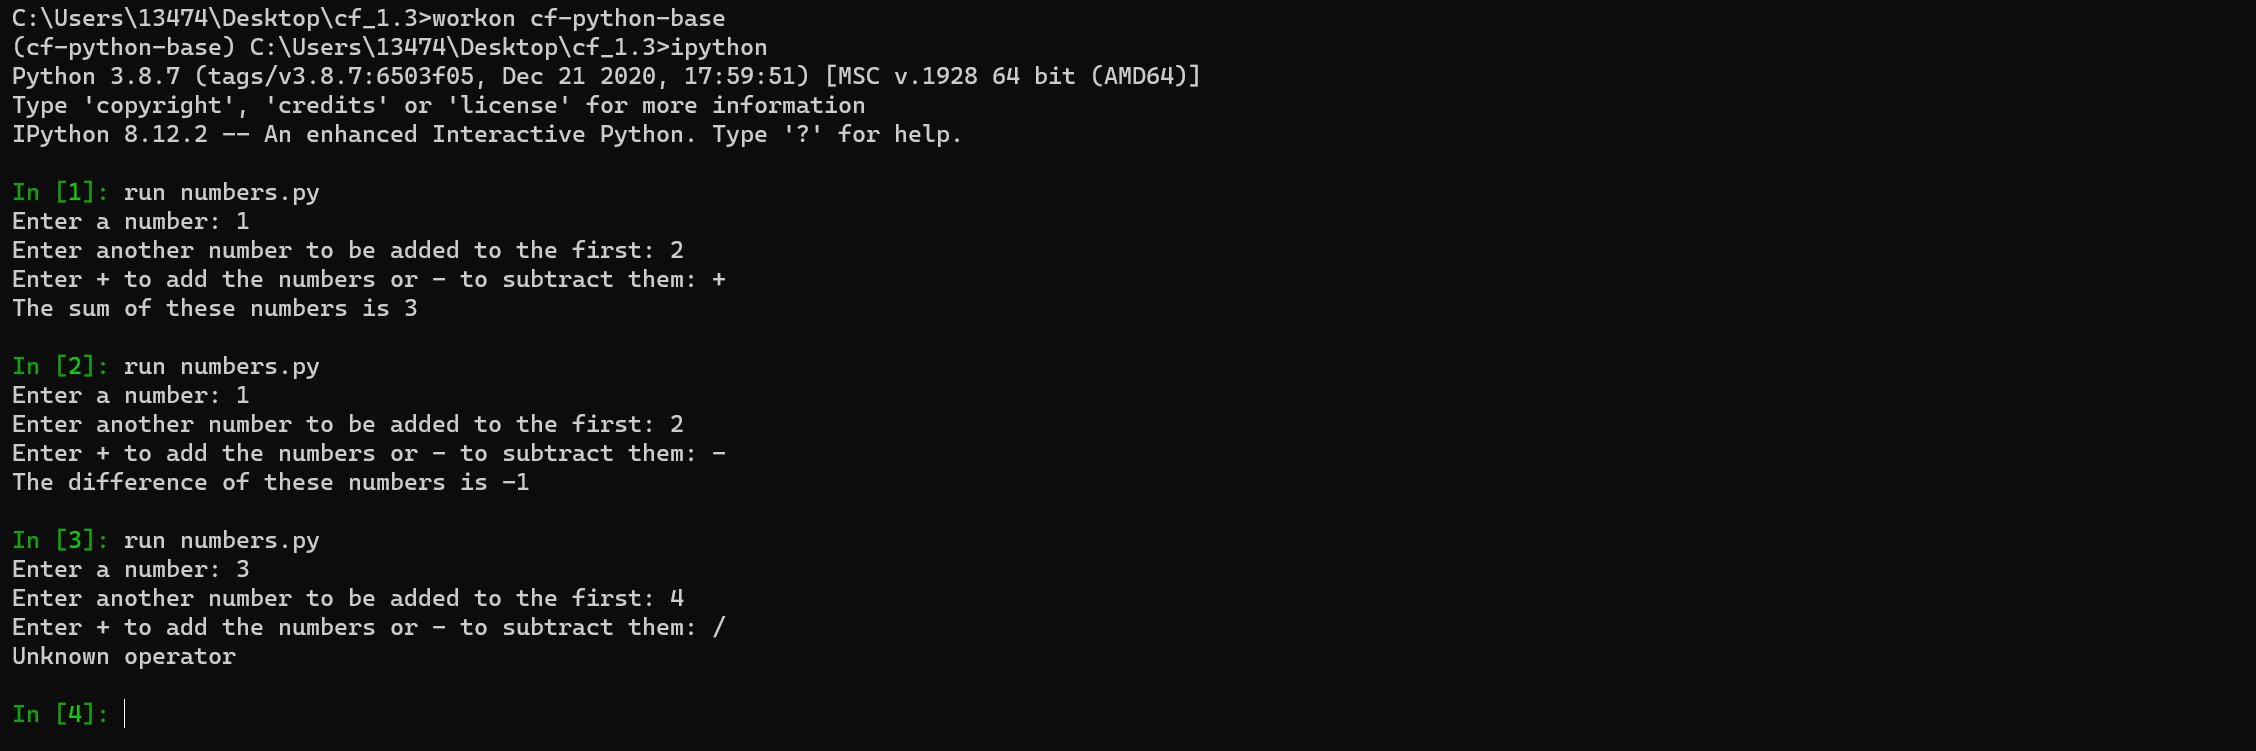 C:\Users\13474\Desktop\cf_1.3>workon cf-python-base
(cf-python-base) C:\Users\13474\Desktop\cf_1.3>ipython
Python 3.8.7 (tags/v3.8.7:6503f05, Dec 21 2020, 17:59:51) [MSC v.1928 64 bit (AMD64)]
Type 'copyright', 'credits' or 'license' for more information
IPython 8.12.2 -- An enhanced Interactive Python. Type '?' for help.
In [1]: run numbers.py
Enter a number: 1
Enter another number to be added to the first: 2
Enter + to add the numbers or - to subtract them: +
The sum of these numbers is 3
In [2]: run numbers.py
Enter a number: 1
Enter another number to be added to the first: 2
Enter + to add the numbers or - to subtract them: -
The difference of these numbers is -1
In [3]: run numbers.py
Enter a number: 3
Enter another number to be added to the first: 4
Enter + to add the numbers or - to subtract them: /
Unknown operator
In [4]: